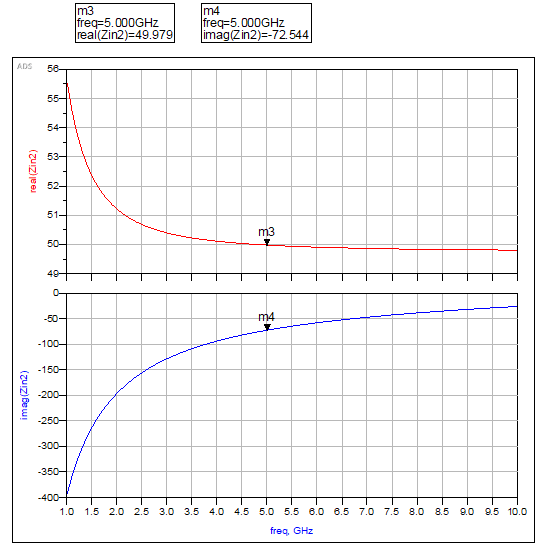 m3
freq=5.000GHz
real(Zin2)=49.979
m4
freq=5.000GHz
imag(Zin2)=-72.544
ADS
56
55
54
53
52
51
50
49
real(Zin2)
m3
0
-50
-100
-150
-200
-250
-300
-350
-400
imag(Zin2)
m4
1.0 1.5 2.0 2.5 3.0 3.5 4.0 4.5 5.0 5.5 6.0 6.5 7.0 7.5 8.0 8.5 9.0 9.5 10.0
freq, GHz